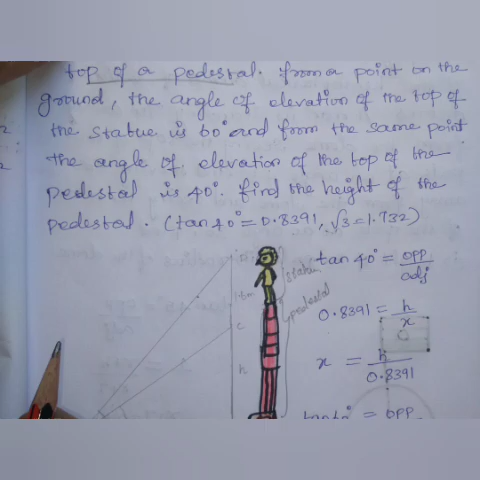 top of a pedestal. from a point on the
ground, the angle of elevation of the top of
the statue is 60° and from the same point
the angle of elevation of the top of the
pedestal is 40°. find the height of the
pedestal. (tan 40° = 0.8391, √3 = 1.732)
tan 40° = opp/adj
statue
pedestal
1.6m
0.8391 = h/x
C
x = h/0.8391
h
= opp